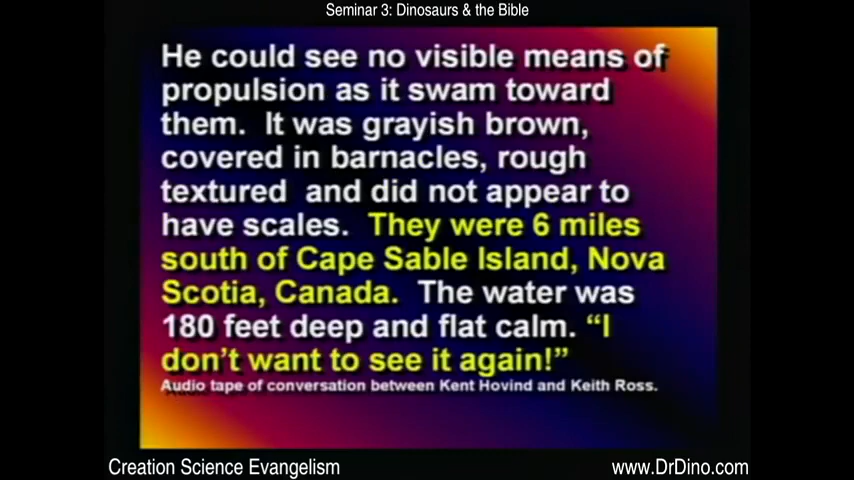 Seminar 3: Dinosaurs & the Bible
He could see no visible means of
propulsion as it swam toward
them. It was grayish brown,
covered in barnacles, rough
textured and did not appear to
have scales. They were 6 miles
south of Cape Sable Island, Nova
Scotia, Canada. The water was
180 feet deep and flat calm. “I
don’t want to see it again!”
Audio tape of conversation between Kent Hovind and Keith Ross.
Creation Science Evangelism
www.DrDino.com